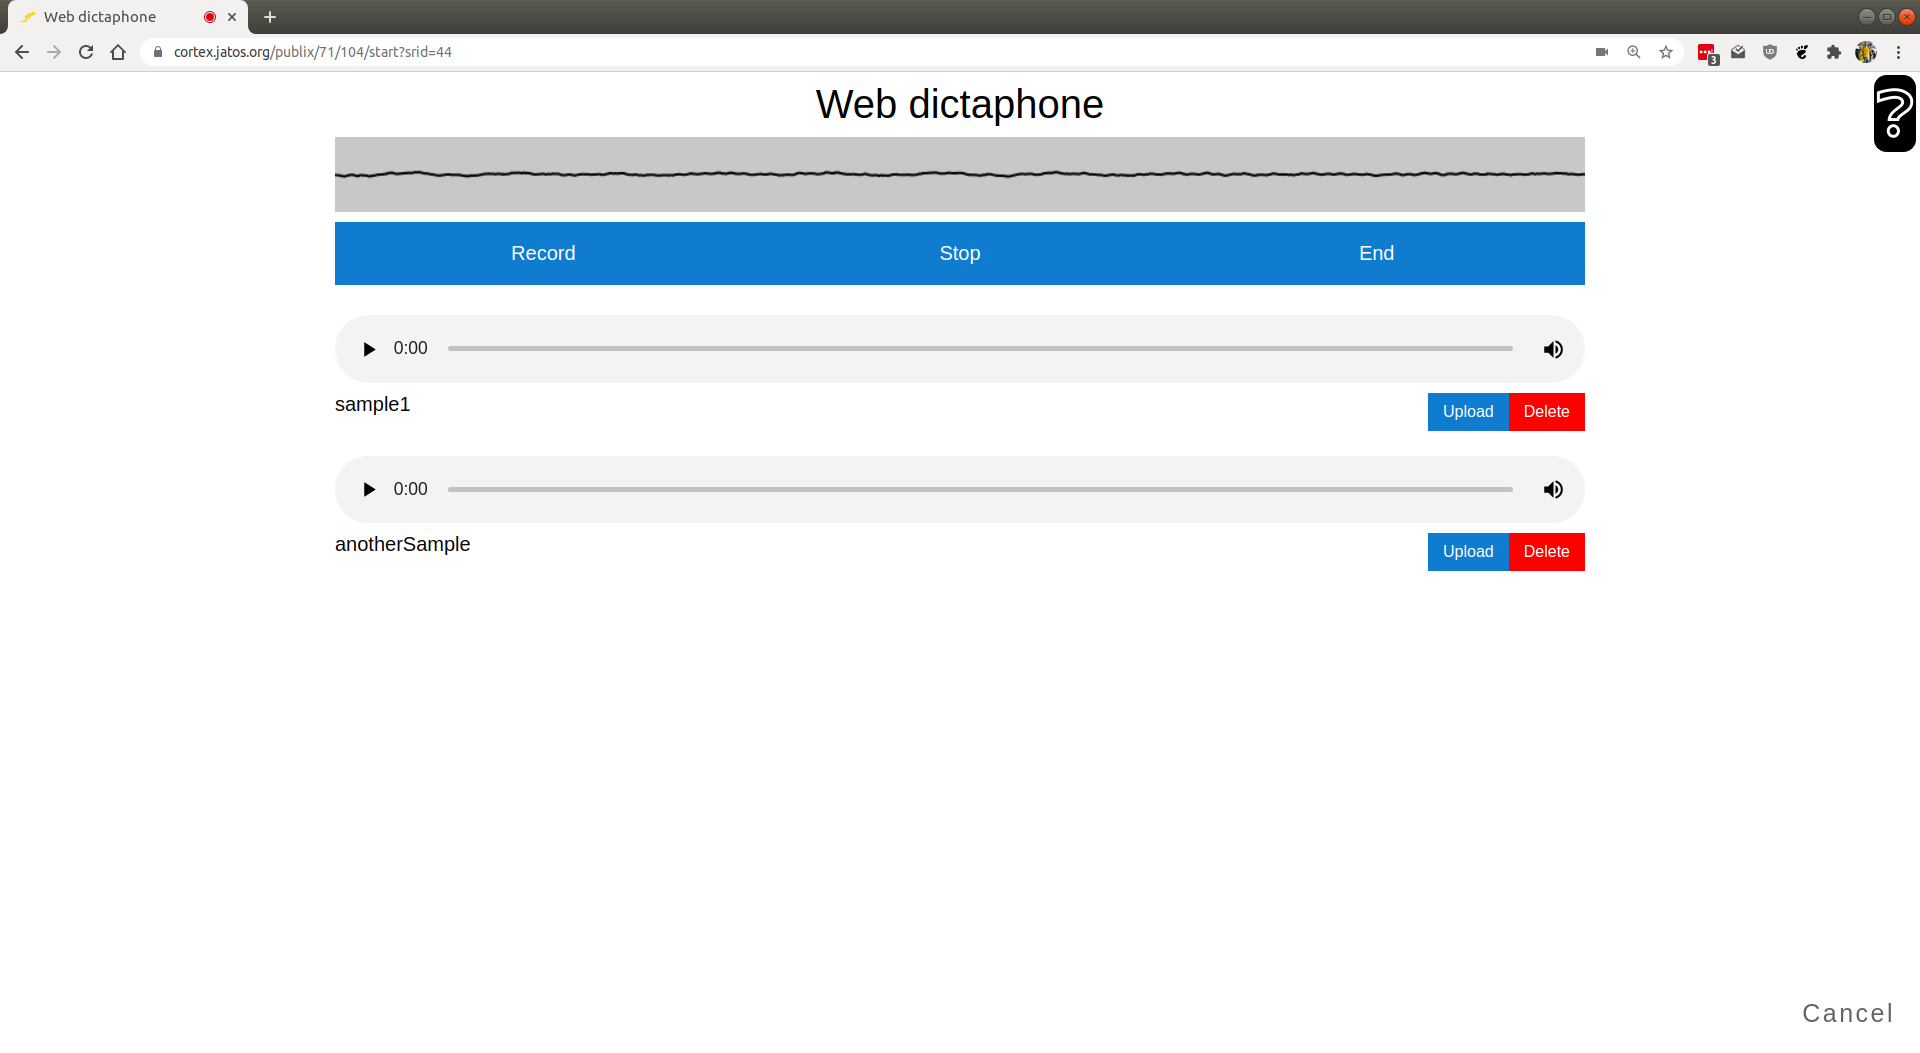 Web dictaphone
cortex.jatos.org/publix/71/104/start?srid=44
3
Web dictaphone
?
Record Stop End
0:00
sample1 Upload Delete
0:00
anotherSample Upload Delete
Cancel